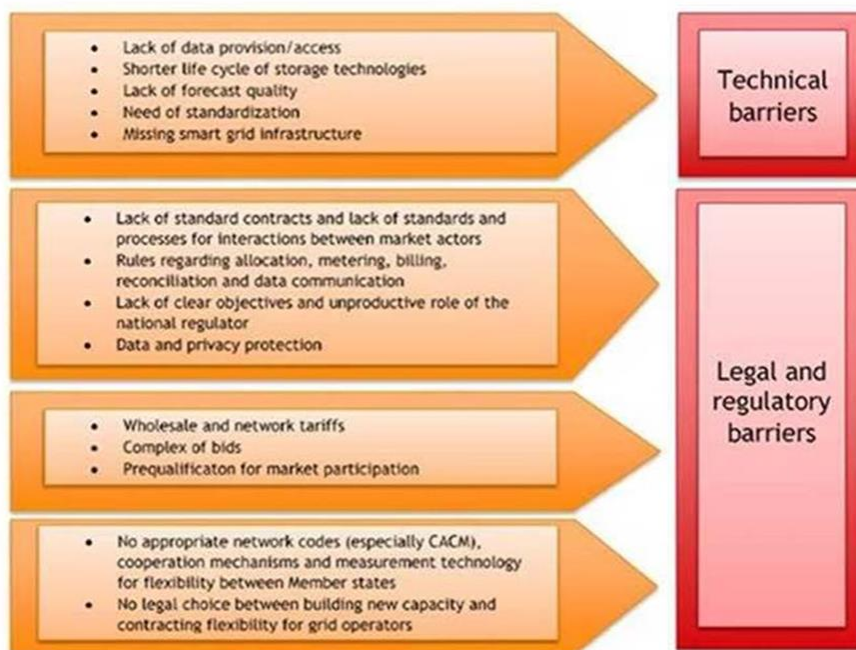 • Lack of data provision/access
• Shorter life cycle of storage technologies
• Lack of forecast quality
• Need of standardization
• Missing smart grid infrastructure
Technical
barriers
• Lack of standard contracts and lack of standards and
processes for interactions between market actors
• Rules regarding allocation, metering, billing,
reconciliation and data communication
• Lack of clear objectives and unproductive role of the
national regulator
• Data and privacy protection
• Wholesale and network tariffs
• Complex of bids
• Prequalificaton for market participation
• No appropriate network codes (especially CACM),
cooperation mechanisms and measurement technology
for flexibility between Member states
• No legal choice between building new capacity and
contracting flexibility for grid operators
Legal and
regulatory
barriers